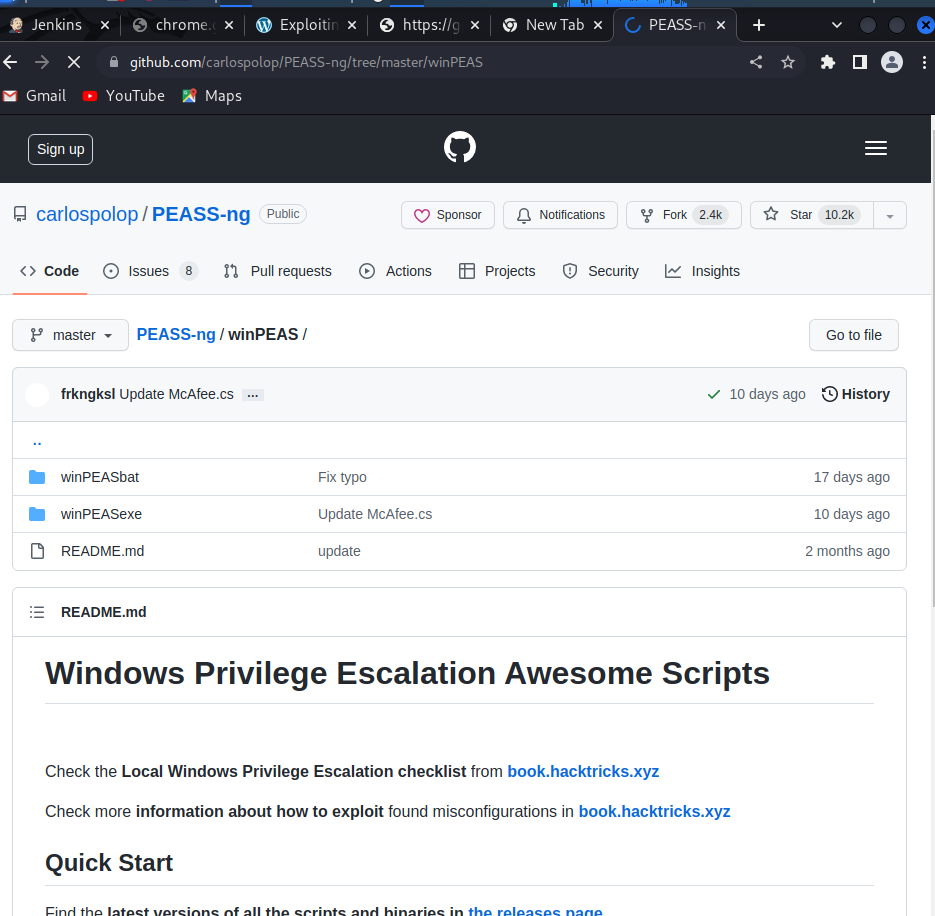 Jenkins chrome. Exploitin https://g New Tab PEASS-n
github.com/carlospolop/PEASS-ng/tree/master/winPEAS
Gmail YouTube Maps
Sign up
carlospolop / PEASS-ng Public Sponsor Notifications Fork 2.4k Star 10.2k
Code Issues 8 Pull requests Actions Projects Security Insights
master PEASS-ng / winPEAS / Go to file
frkngksl Update McAfee.cs ... 10 days ago History
..
winPEASbat Fix typo 17 days ago
winPEASexe Update McAfee.cs 10 days ago
README.md update 2 months ago
README.md
Windows Privilege Escalation Awesome Scripts
Check the Local Windows Privilege Escalation checklist from book.hacktricks.xyz
Check more information about how to exploit found misconfigurations in book.hacktricks.xyz
Quick Start
Find the latest versions of all the scripts and binaries in the releases page